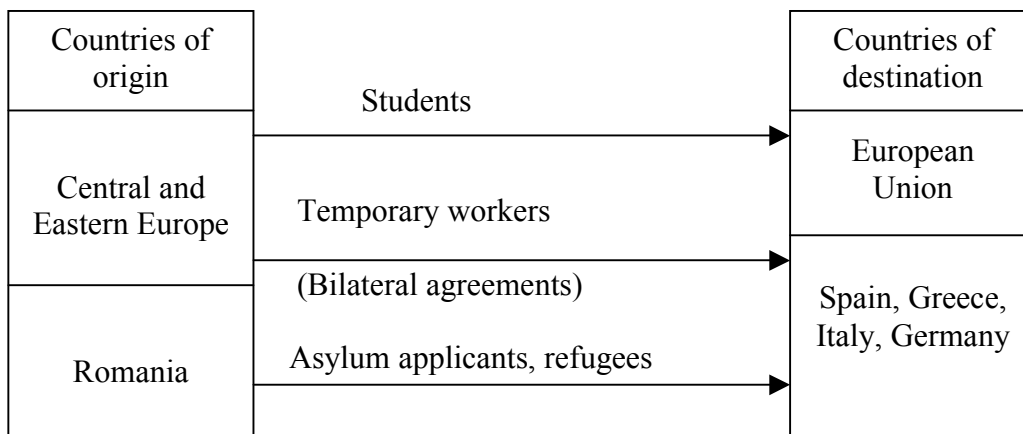 Countries of
origin
Central and
Eastern Europe
Romania
Students
Temporary workers
(Bilateral agreements)
Asylum applicants, refugees
Countries of
destination
European
Union
Spain, Greece,
Italy, Germany